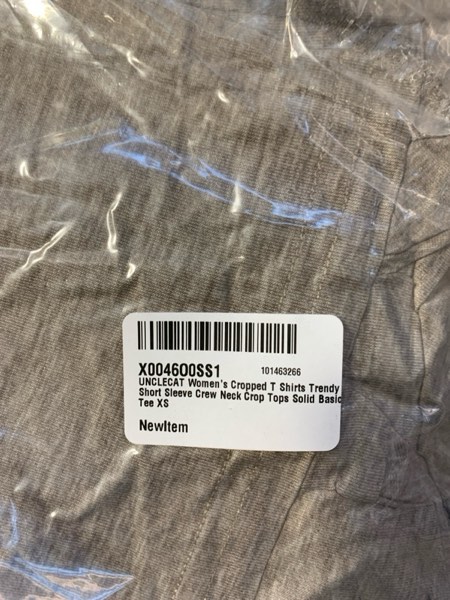 X004600SS1 101463266
UNCLECAT Women's Cropped T Shirts Trendy
Short Sleeve Crew Neck Crop Tops Solid Basic
Tee XS
NewItem